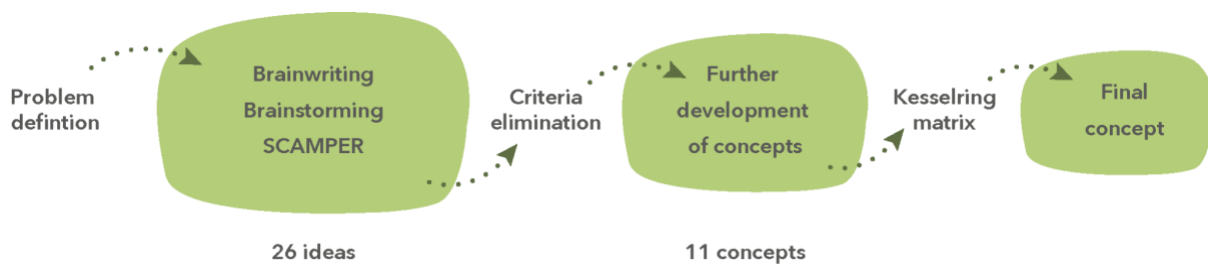 Problem
defintion
Brainwriting
Brainstorming
SCAMPER
Criteria
elimination
Further
development
of concepts
Kesselring
matrix
Final
concept
26 ideas
11 concepts